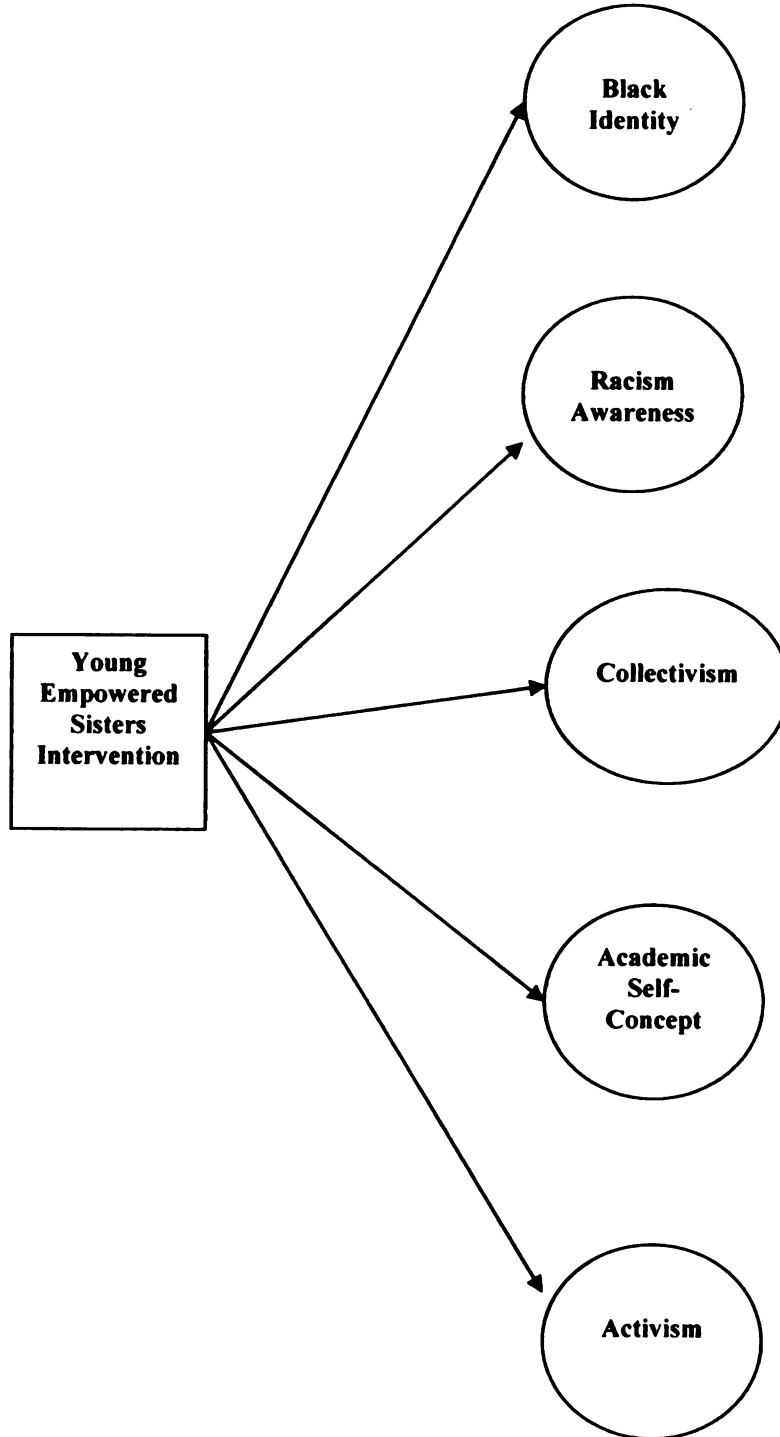 Black
Identity
Racism
Awareness
Young
Empowered
Sisters
Intervention
Collectivism
Academic
Self-
Concept
Activism